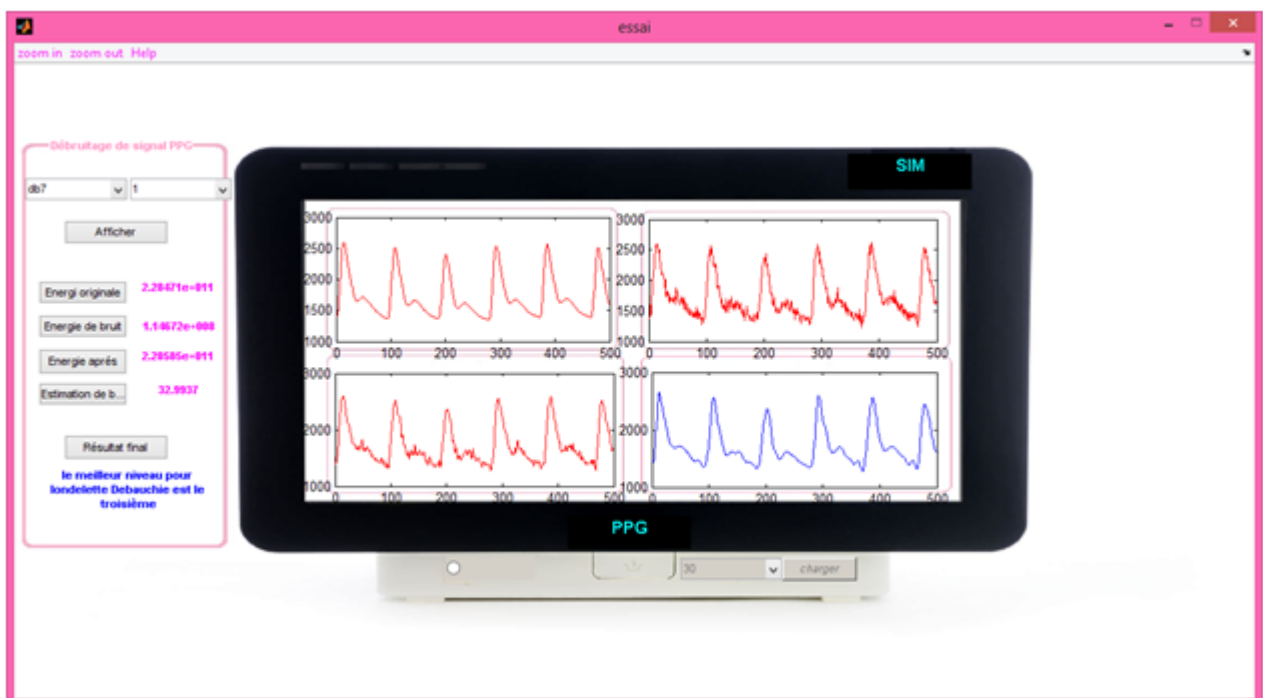 essai
zoom in zoom out Help
Débruitage de signal PPG
db7
1
Afficher
Energi originale
2.20471e+011
Energie de bruit
1.14672e+008
Energie aprés
2.20585e+011
Estimation de b...
32.9937
Résultat final
le meilleur niveau pour
londelette Debauchie est le
troisième
SIM
3000
2500
2000
1500
1000
0 100 200 300 400 500
3000
2500
2000
1500
1000
0 100 200 300 400 500
3000
2000
1000
0 100 200 300 400 500
3000
2000
1000
0 100 200 300 400 500
PPG
30
charger